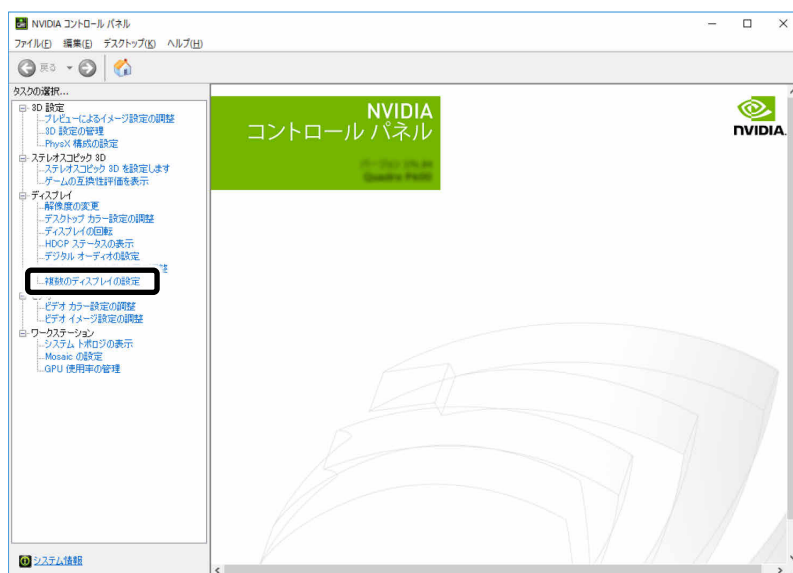 NVIDIA コントロール パネル
ファイル(F) 編集(E) デスクトップ(K) ヘルプ(H)
戻る
タスクの選択...
3D 設定
プレビューによるイメージ設定の調整
3D 設定の管理
PhysX 構成の設定
ステレオスコピック 3D
ステレオスコピック 3D を設定します
ゲームの互換性評価を表示
ディスプレイ
解像度の変更
デスクトップ カラー設定の調整
ディスプレイの回転
HDCP ステータスの表示
デジタル オーディオの設定
複数のディスプレイの設定
ビデオ カラー設定の調整
ビデオ イメージ設定の調整
ワークステーション
システム トポロジの表示
Mosaic の設定
GPU 使用率の管理
システム情報
NVIDIA
コントロール パネル
NVIDIA.